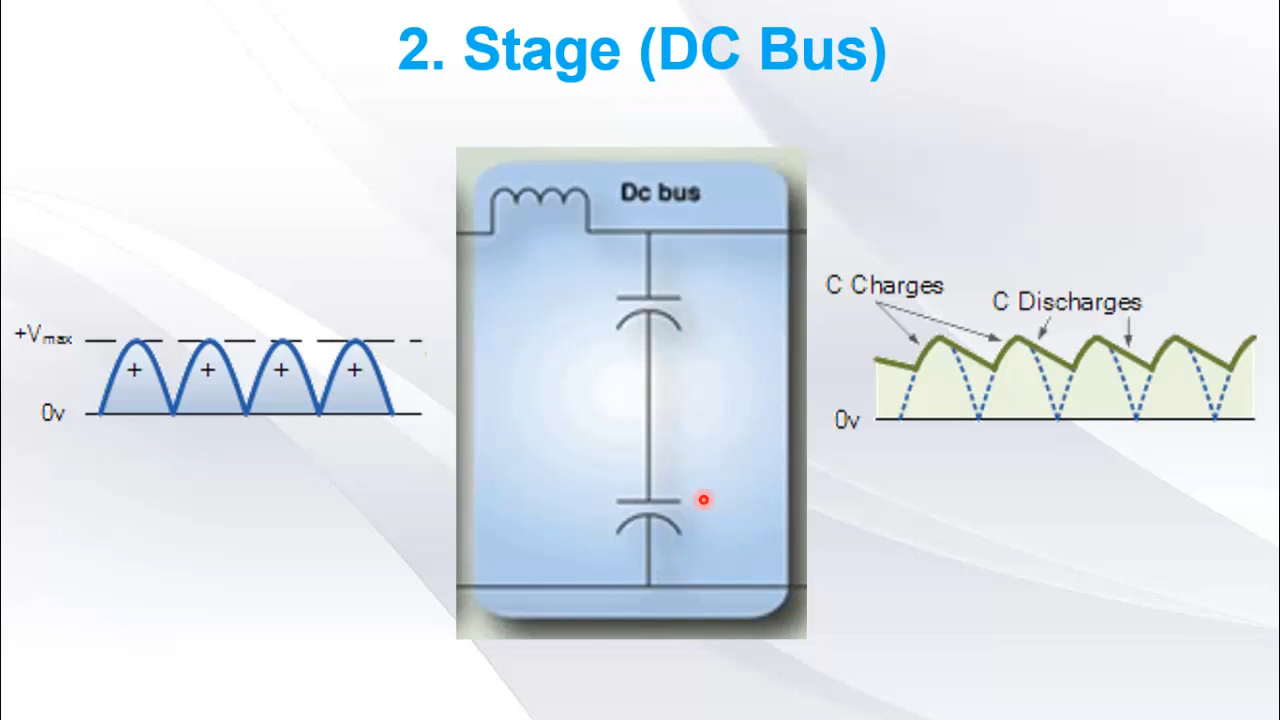 2. Stage (DC Bus)
Dc bus
C Charges
C Discharges
+Vmax
+ + + +
0v
0v